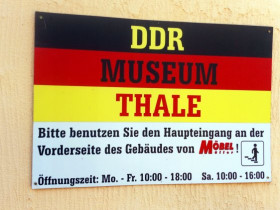 DDR
MUSEUM
THALE
Bitte benutzen Sie den Haupteingang an der
Vorderseite des Gebäudes von MÖBEL !
Öffnungszeit: Mo. - Fr. 10:00 - 18:00 Sa. 10:00 - 16:00